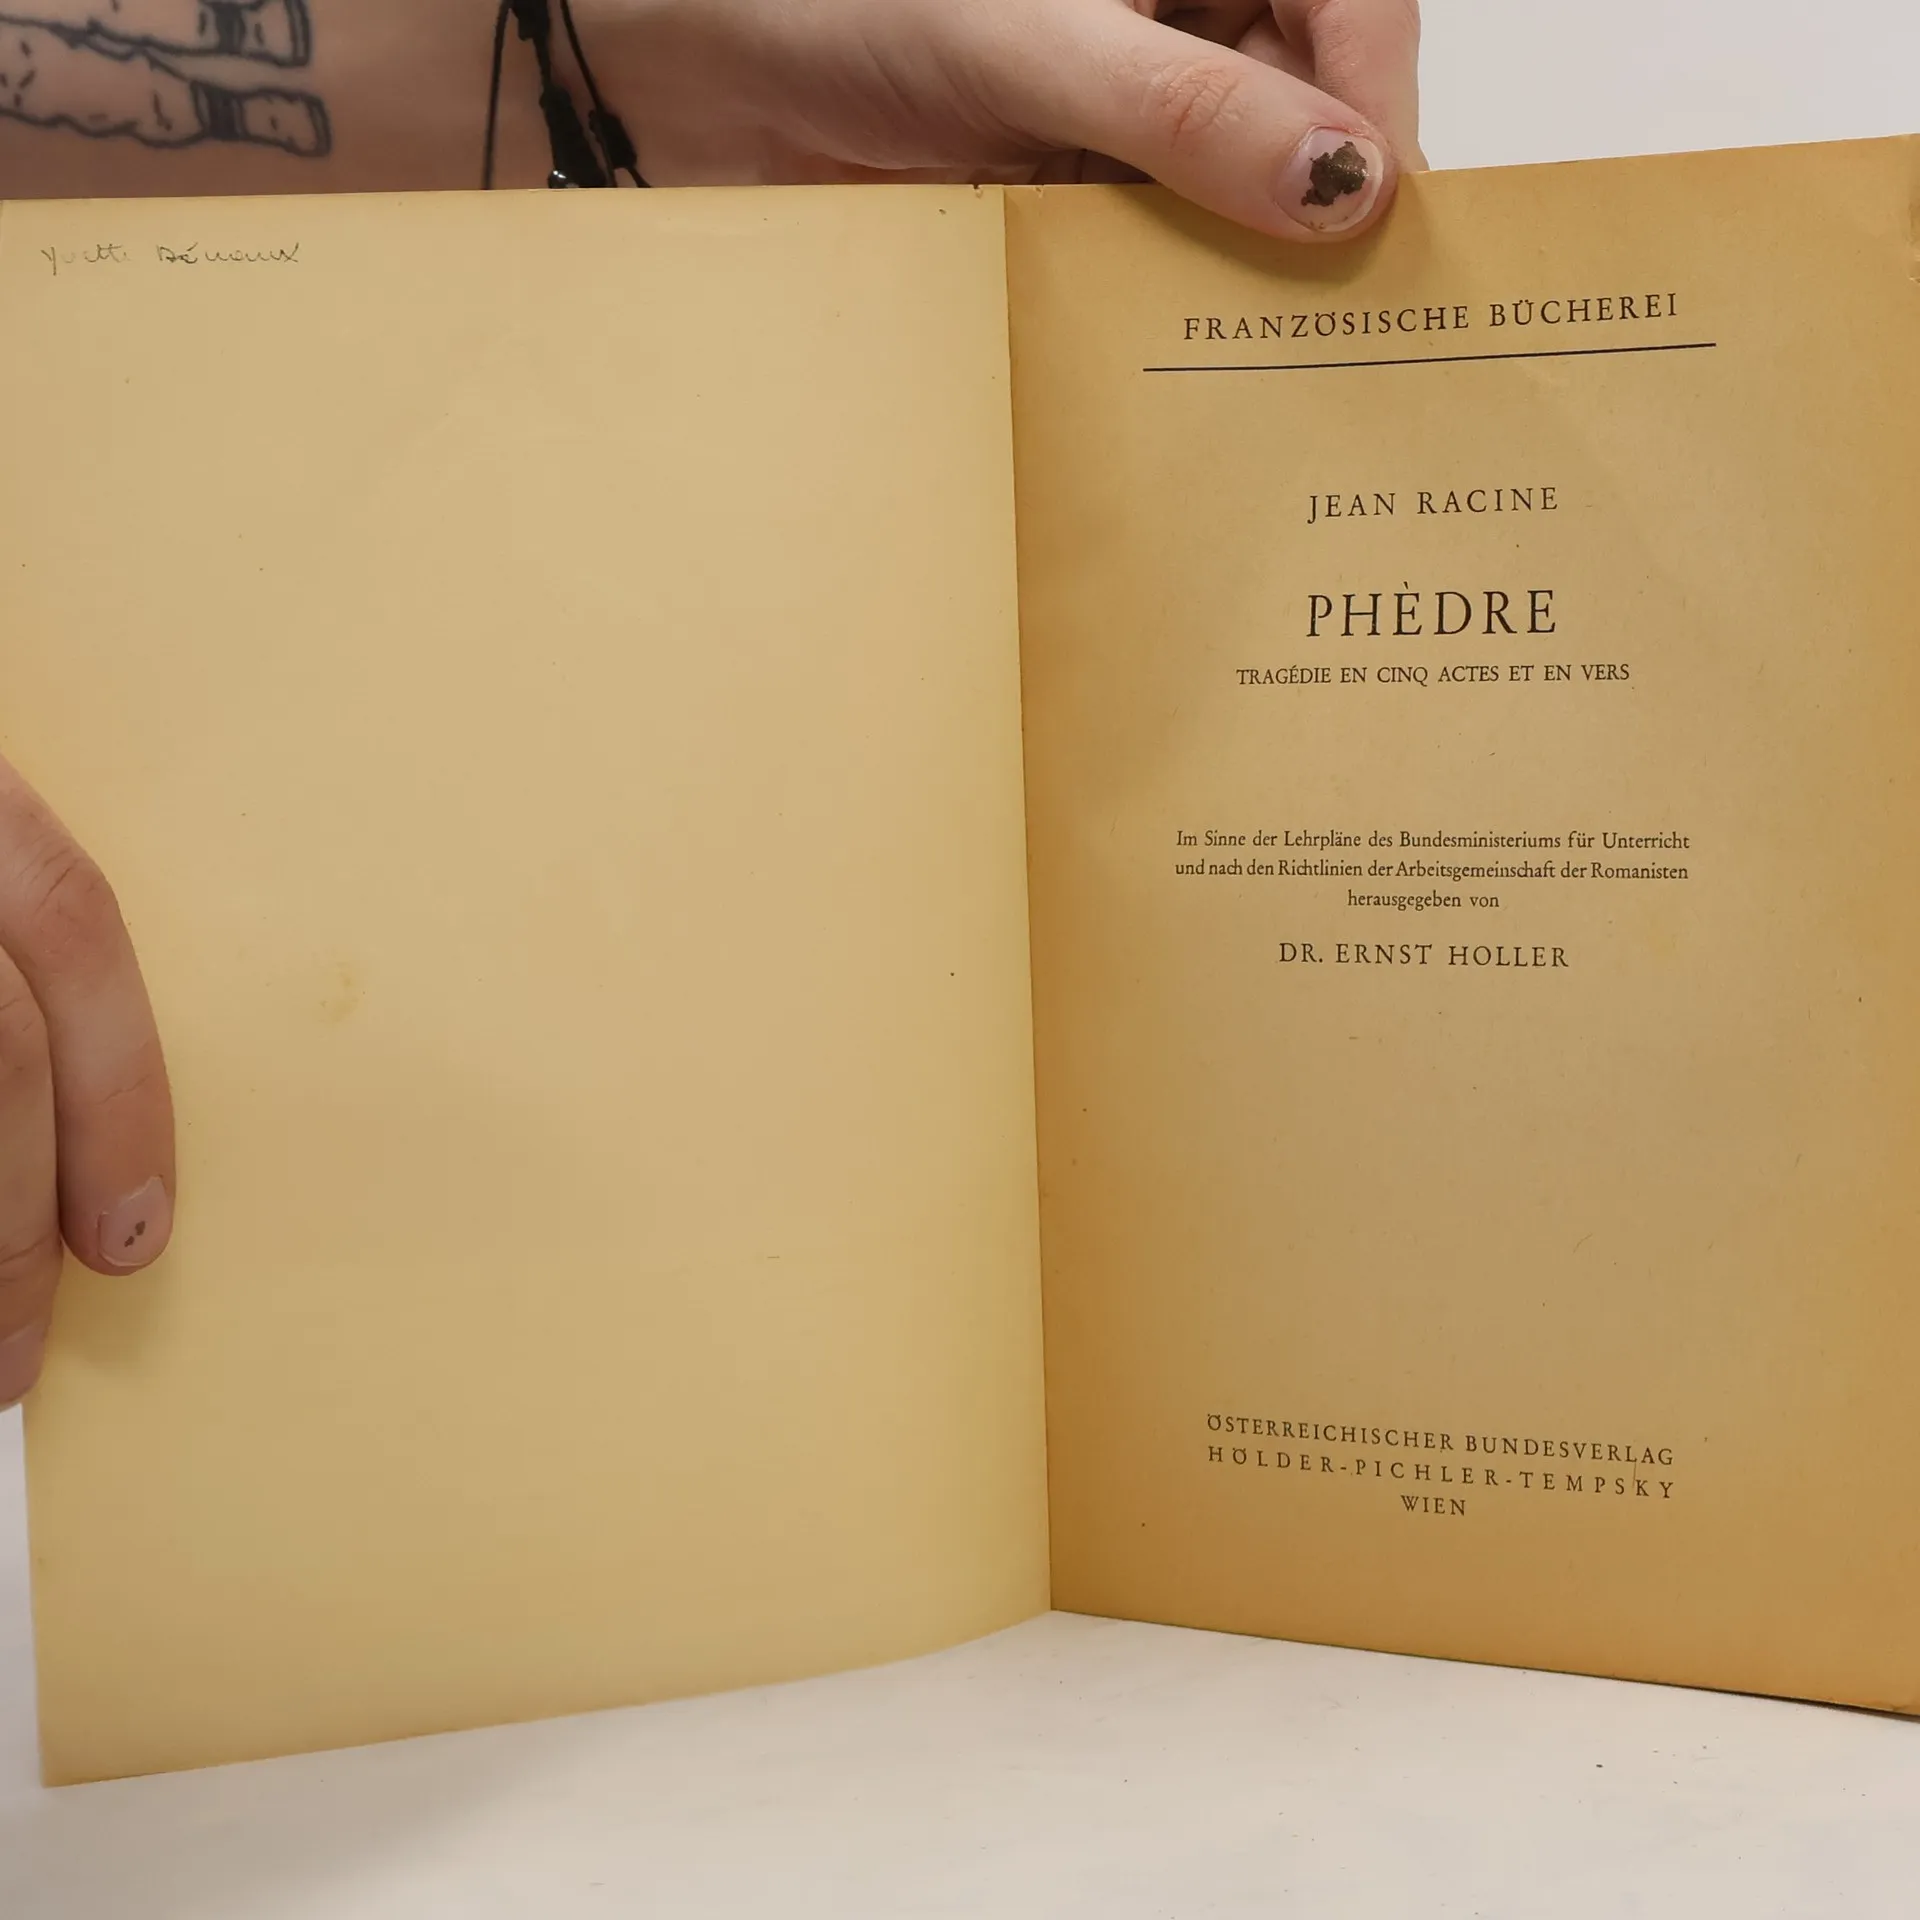 Yvette
FRANZÖSISCHE BÜCHEREI
JEAN RACINE
PHÈDRE
TRAGÉDIE EN CINQ ACTES ET EN VERS
Im Sinne der Lehrpläne des Bundesministeriums für Unterricht
und nach den Richtlinien der Arbeitsgemeinschaft der Romanisten
herausgegeben von
DR. ERNST HOLLER
ÖSTERREICHISCHER BUNDESVERLAG
HÖLDER-PICHLER-TEMPSKY
WIEN